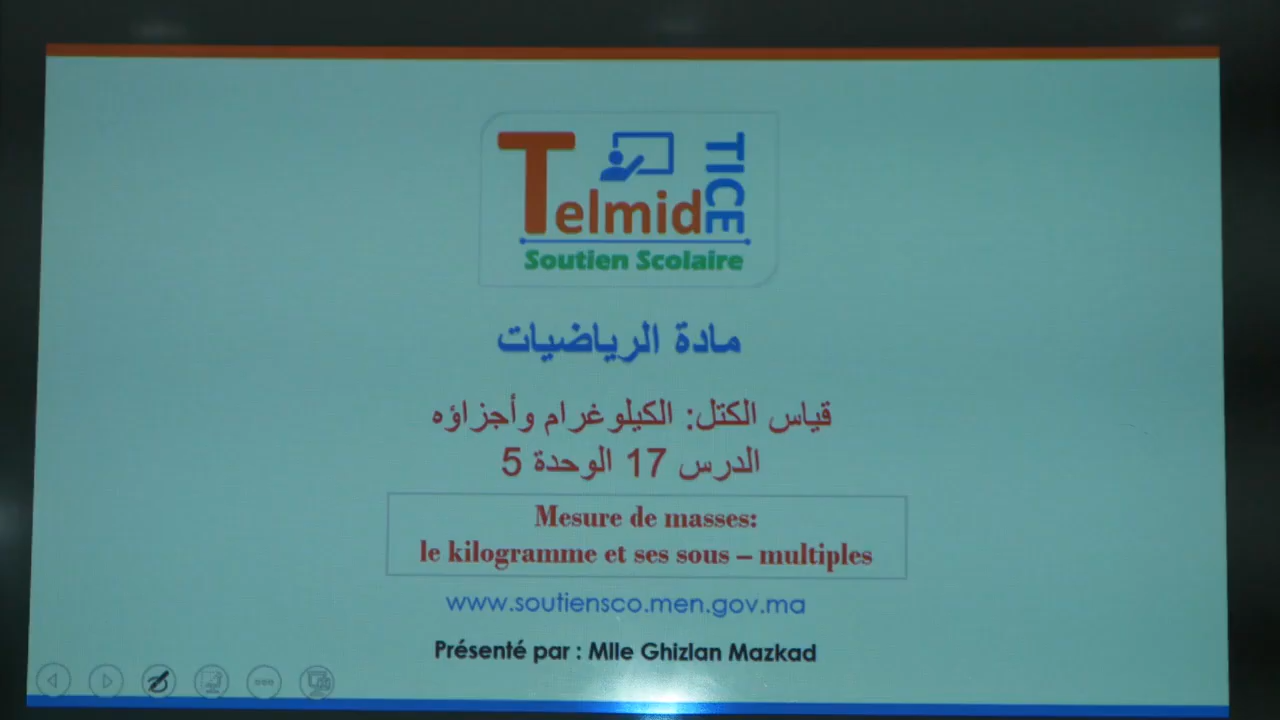 Telmid TICE
Soutien Scolaire
مادة الرياضيات
قياس الكتل: الكيلوغرام وأجزاؤه
الدرس 17 الوحدة 5
Mesure de masses:
le kilogramme et ses sous – multiples
www.soutiensco.men.gov.ma
Présenté par : Mlle Ghizlan Mazkad